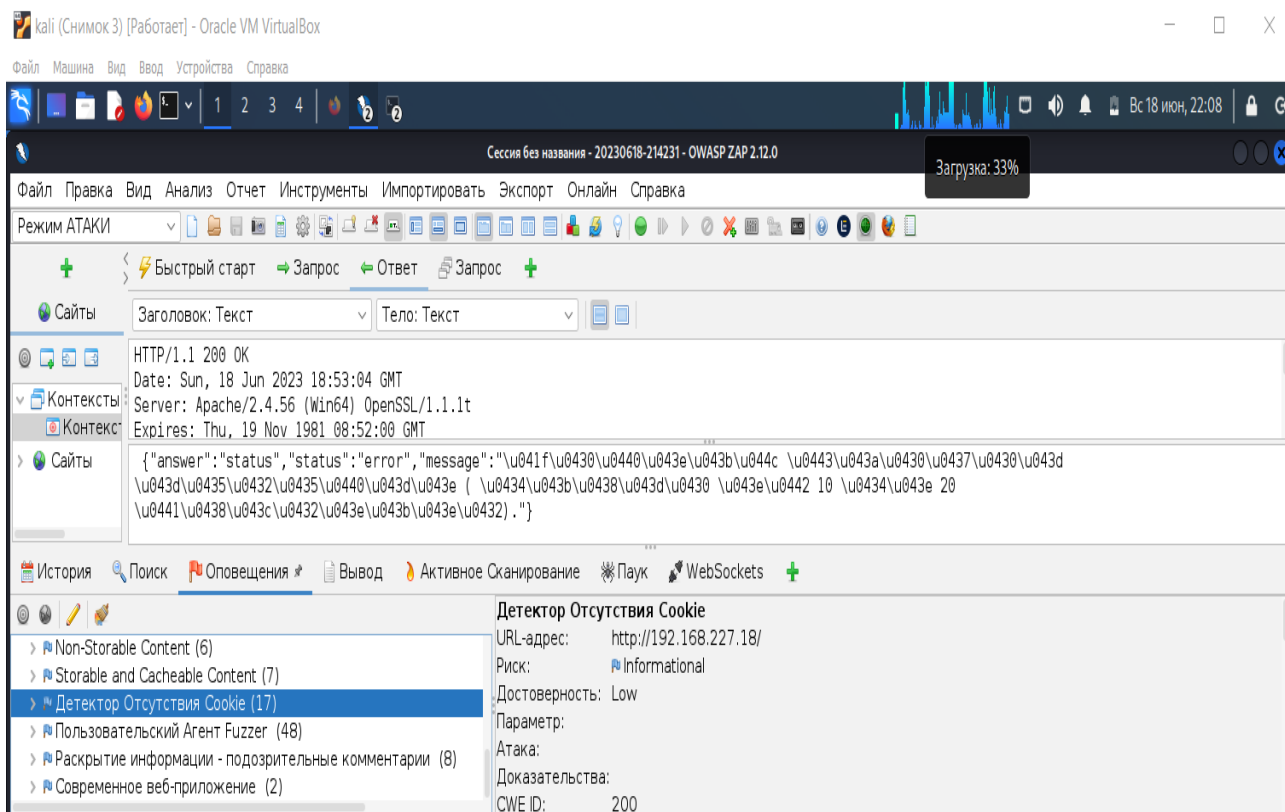 kali (Снимок 3) [Работает] - Oracle VM VirtualBox
Файл Машина Вид Ввод Устройства Справка
1 2 3 4
Вс 18 июн, 22:08
Сессия без названия - 20230618-214231 - OWASP ZAP 2.12.0
Загрузка: 33%
Файл Правка Вид Анализ Отчет Инструменты Импортировать Экспорт Онлайн Справка
Режим АТАКИ
Быстрый старт Запрос Ответ Запрос
Сайты
Заголовок: Текст Тело: Текст
HTTP/1.1 200 OK
Date: Sun, 18 Jun 2023 18:53:04 GMT
Server: Apache/2.4.56 (Win64) OpenSSL/1.1.1t
Expires: Thu, 19 Nov 1981 08:52:00 GMT
Контексты
Контекс
Сайты
{"answer":"status","status":"error","message":"\u041f\u0430\u0440\u043e\u043b\u044c \u0443\u043a\u0430\u0437\u0430\u043d
\u043d\u0435\u0432\u0435\u0440\u043d\u043e ( \u0434\u043b\u0438\u043d\u0430 \u043e\u0442 10 \u0434\u043e 20
\u0441\u0438\u043c\u0432\u043e\u043b\u043e\u0432)."}
История Поиск Оповещения Вывод Активное Сканирование Паук WebSockets
Non-Storable Content (6)
Storable and Cacheable Content (7)
Детектор Отсутствия Cookie (17)
Пользовательский Агент Fuzzer (48)
Раскрытие информации - подозрительные комментарии (8)
Современное веб-приложение (2)
Детектор Отсутствия Cookie
URL-адрес: http://192.168.227.18/
Риск: Informational
Достоверность: Low
Параметр:
Атака:
Доказательства:
CWE ID: 200